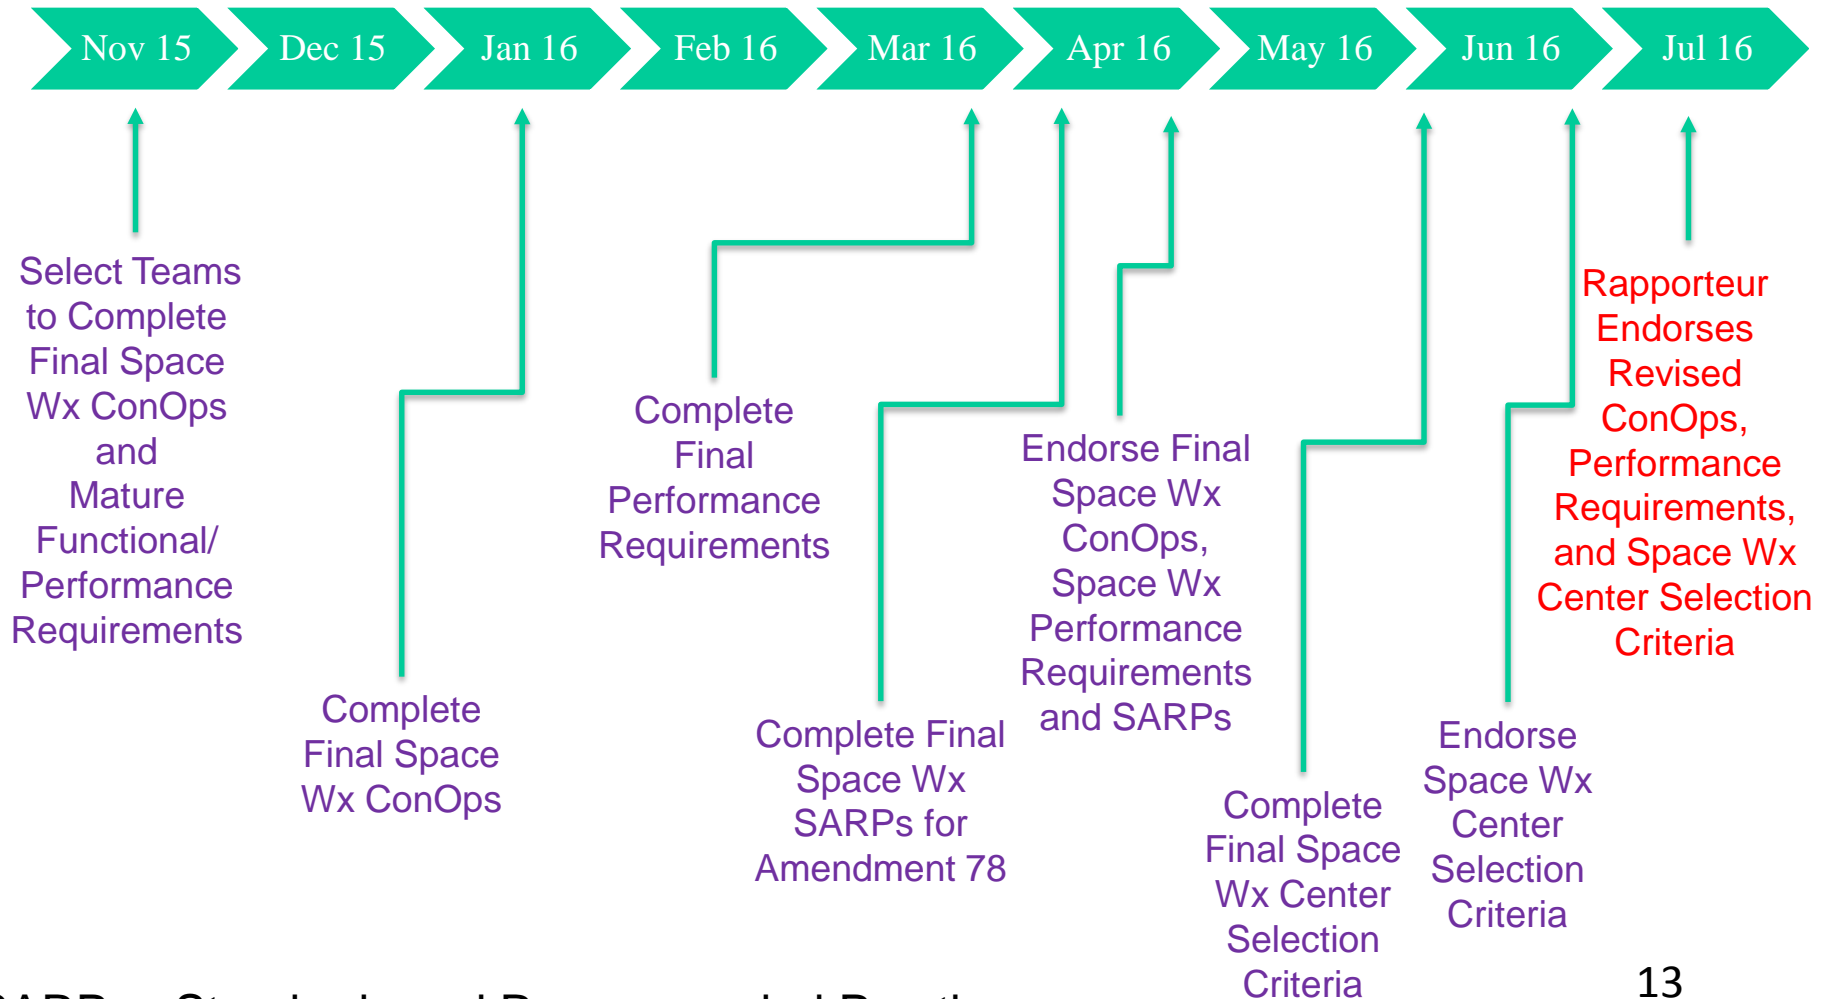 Nov 15
Dec 15
Jan 16
Feb 16
Mar 16
Apr 16
May 16
Jun 16
Jul 16
Select Teams
to Complete
Final Space
Wx ConOps
and
Mature
Functional/
Performance
Requirements
Complete
Final Space
Wx ConOps
Complete
Final
Performance
Requirements
Complete Final
Space Wx
SARPs for
Amendment 78
Endorse Final
Space Wx
ConOps,
Space Wx
Performance
Requirements
and SARPs
Complete
Final Space
Wx Center
Selection
Criteria
Endorse
Space Wx
Center
Selection
Criteria
Rapporteur
Endorses
Revised
ConOps,
Performance
Requirements,
and Space Wx
Center Selection
Criteria
13